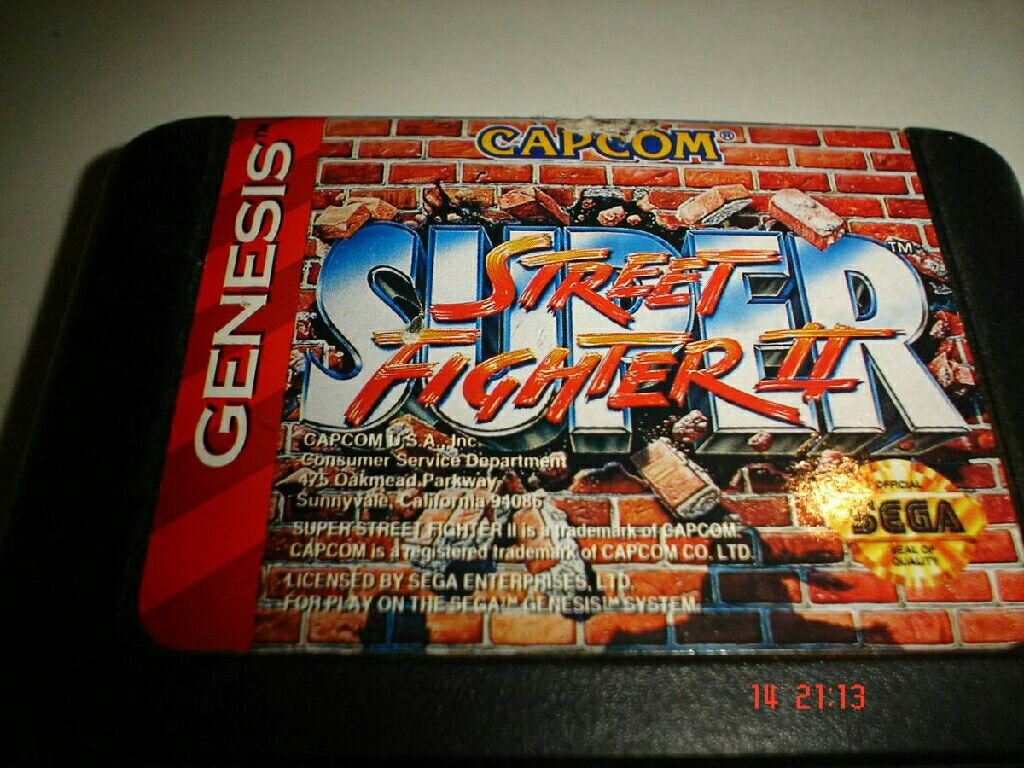 GENESIS™
CAPCOM®
SUPER™
STREET
FIGHTER II
CAPCOM U.S.A., Inc.
Consumer Service Department
475 Oakmead Parkway
Sunnyvale, California 94086
SUPER STREET FIGHTER II is a trademark of CAPCOM.
CAPCOM is a registered trademark of CAPCOM CO., LTD.
LICENSED BY SEGA ENTERPRISES, LTD.
FOR PLAY ON THE SEGA™ GENESIS™ SYSTEM.
OFFICIAL
SEGA
SEAL OF
QUALITY
14 21:13